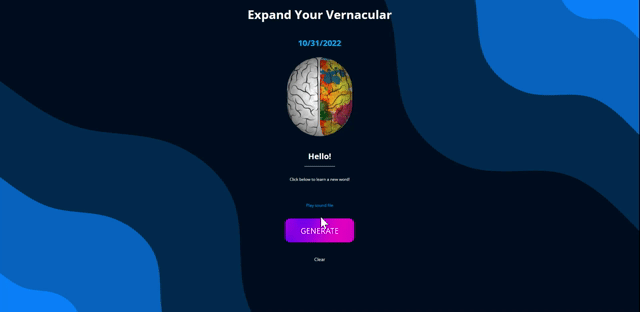 Expand Your Vernacular
10/31/2022
Hello!
Click below to learn a new word!
Play sound file
GENERATE
Clear